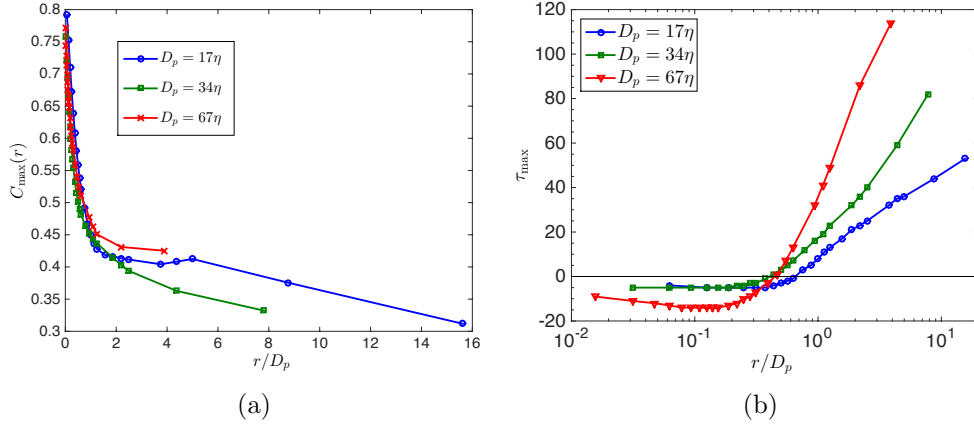 0.8
0.75
0.7
0.65
0.6
0.55
0.5
0.45
0.4
0.35
0.3
C_max(r)
D_p = 17η
D_p = 34η
D_p = 67η
0 2 4 6 8 10 12 14 16
r/D_p
(a)
120
100
80
60
40
20
0
-20
τ_max
D_p = 17η
D_p = 34η
D_p = 67η
10^-2 10^-1 10^0 10^1
r/D_p
(b)